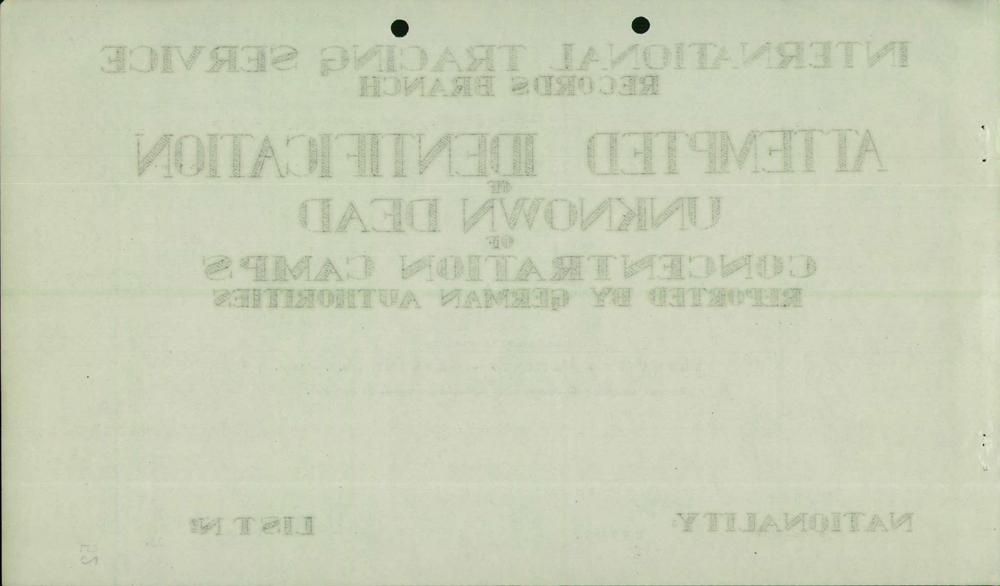 INTERNATIONAL TRACING SERVICE
RECORDS BRANCH
ATTEMPTED IDENTIFICATION
OF
UNKNOWN DEAD
OF
CONCENTRATION CAMPS
REPORTED BY GERMAN AUTHORITIES
NATIONALITY: LIST Nº